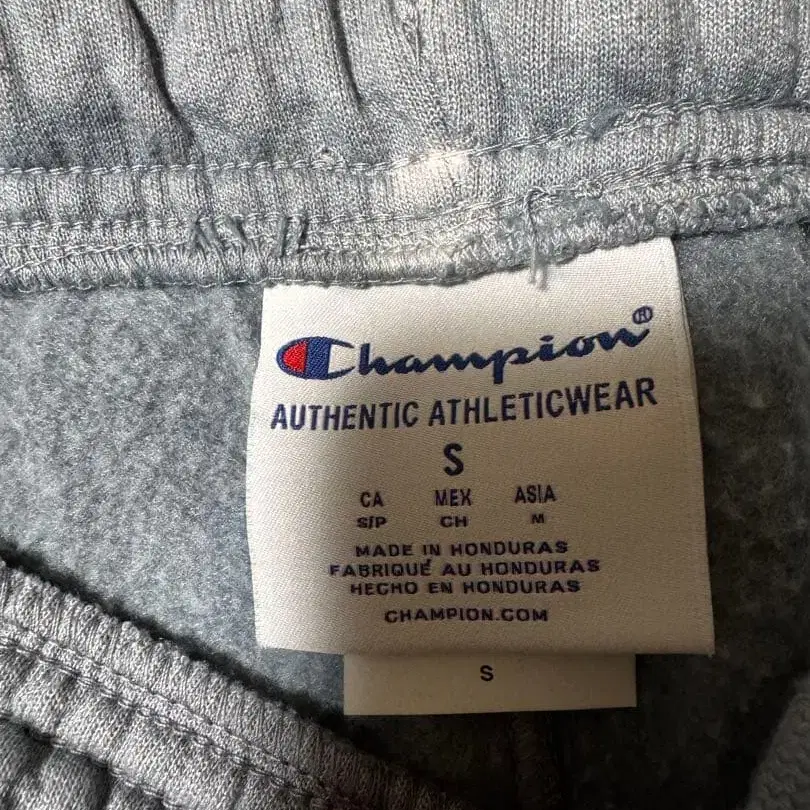 Champion®
AUTHENTIC ATHLETICWEAR
S
CA MEX ASIA
S/P CH M
MADE IN HONDURAS
FABRIQUÉ AU HONDURAS
HECHO EN HONDURAS
CHAMPION.COM
S